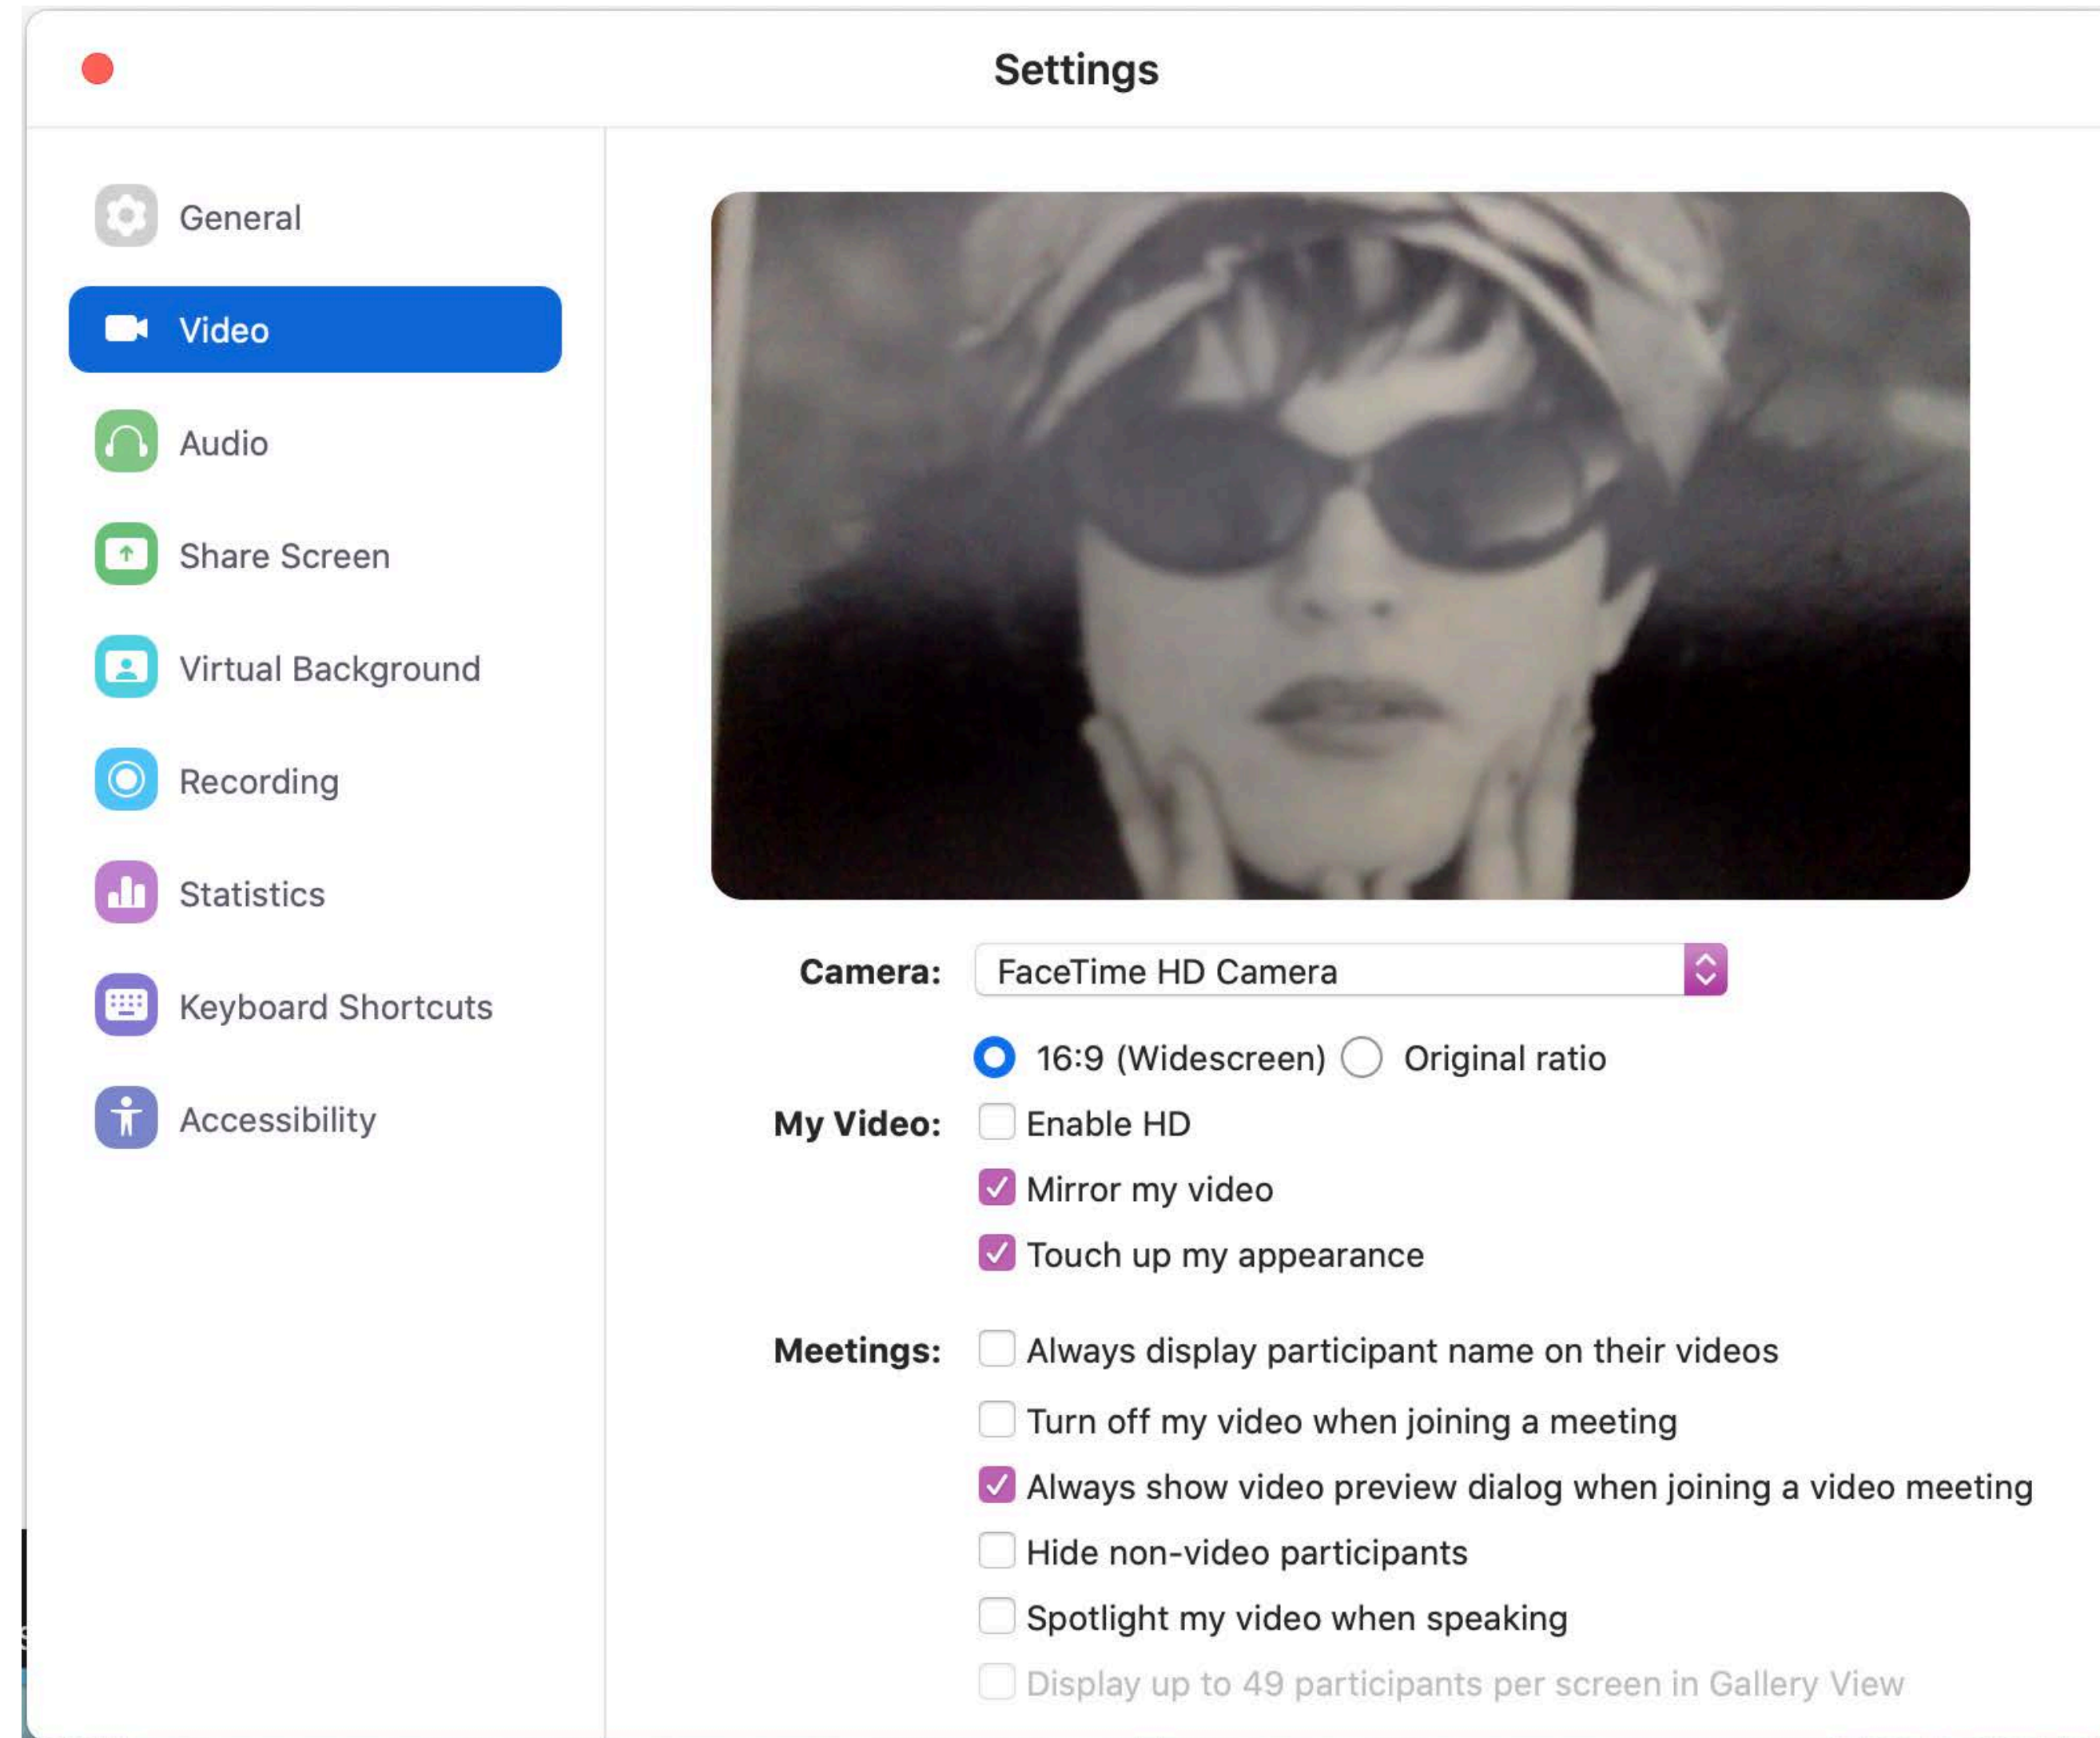 Settings
General
Video
Audio
Share Screen
Virtual Background
Recording
Statistics
Keyboard Shortcuts
Accessibility
Camera: FaceTime HD Camera
16:9 (Widescreen) Original ratio
My Video: Enable HD
Mirror my video
Touch up my appearance
Meetings: Always display participant name on their videos
Turn off my video when joining a meeting
Always show video preview dialog when joining a video meeting
Hide non-video participants
Spotlight my video when speaking
Display up to 49 participants per screen in Gallery View